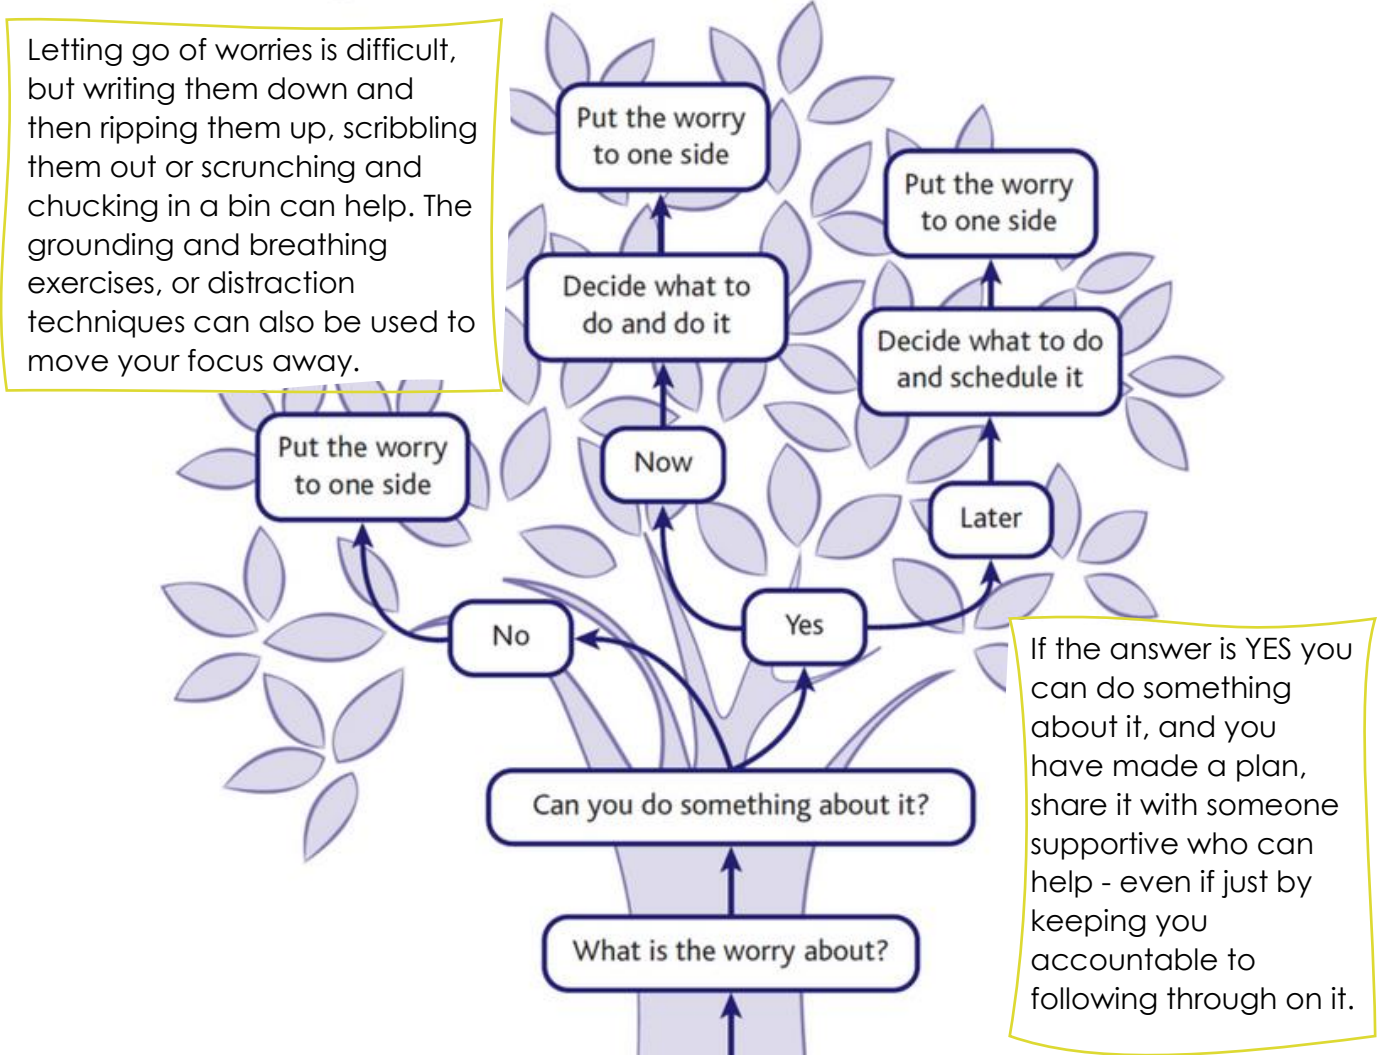 Letting go of worries is difficult,
but writing them down and
then ripping them up, scribbling
them out or scrunching and
chucking in a bin can help. The
grounding and breathing
exercises, or distraction
techniques can also be used to
move your focus away.
Put the worry
to one side
Put the worry
to one side
Decide what to
do and do it
Decide what to do
and schedule it
Put the worry
to one side
Now
Later
No
Yes
If the answer is YES you
can do something
about it, and you
have made a plan,
share it with someone
supportive who can
help - even if just by
keeping you
accountable to
following through on it.
Can you do something about it?
What is the worry about?